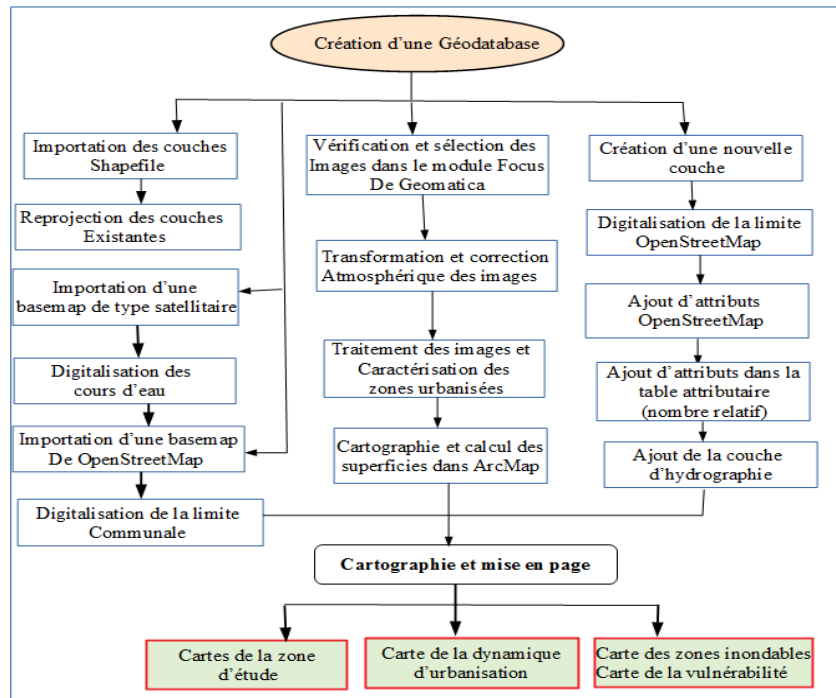 Création d'une Géodatabase
Importation des couches
Shapefile
Reprojection des couches
Existantes
Importation d'une
basemap de type satellitaire
Digitalisation des
cours d'eau
Importation d'une basemap
De OpenStreetMap
Digitalisation de la limite
Communale
Vérification et sélection des
Images dans le module Focus
De Geomatica
Transformation et correction
Atmosphérique des images
Traitement des images et
Caractérisation des
zones urbanisées
Cartographie et calcul des
superficies dans ArcMap
Création d'une nouvelle
couche
Digitalisation de la limite
OpenStreetMap
Ajout d'attributs
OpenStreetMap
Ajout d'attributs dans la
table attributaire
(nombre relatif)
Ajout de la couche
d'hydrographie
Cartographie et mise en page
Cartes de la zone
d'étude
Carte de la dynamique
d'urbanisation
Carte des zones inondables
Carte de la vulnérabilité